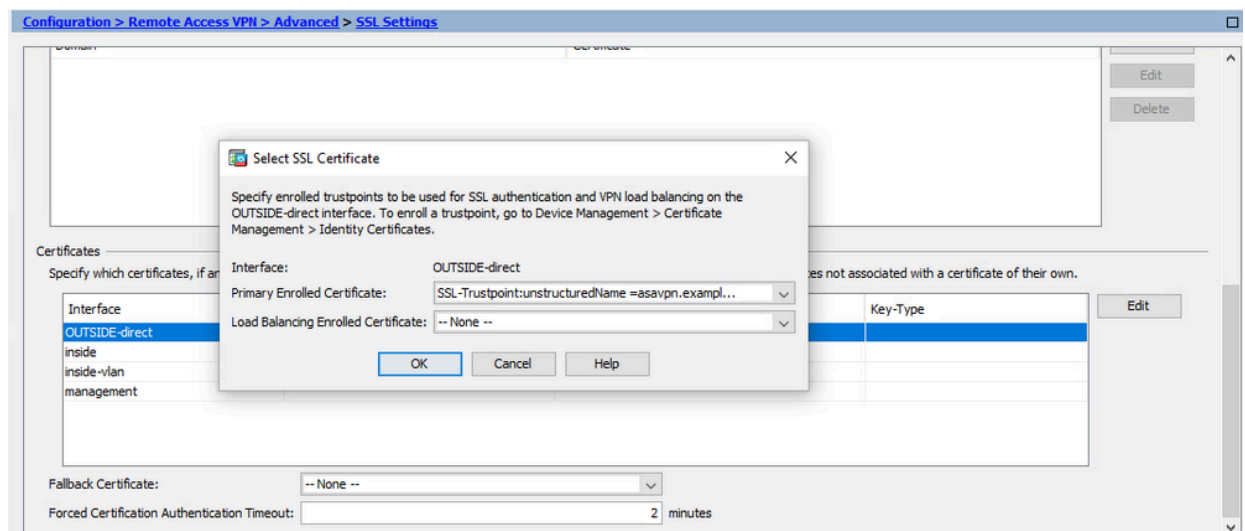 Configuration > Remote Access VPN > Advanced > SSL Settings
Edit
Delete
Select SSL Certificate
Specify enrolled trustpoints to be used for SSL authentication and VPN load balancing on the
OUTSIDE-direct interface. To enroll a trustpoint, go to Device Management > Certificate
Management > Identity Certificates.
Interface: OUTSIDE-direct
Primary Enrolled Certificate: SSL-Trustpoint:unstructuredName =asavpn.exampl...
Load Balancing Enrolled Certificate: -- None --
OK Cancel Help
Certificates
Specify which certificates, if
not associated with a certificate of their own.
Interface Key-Type Edit
OUTSIDE-direct
inside
inside-vlan
management
Fallback Certificate: -- None --
Forced Certification Authentication Timeout: 2 minutes